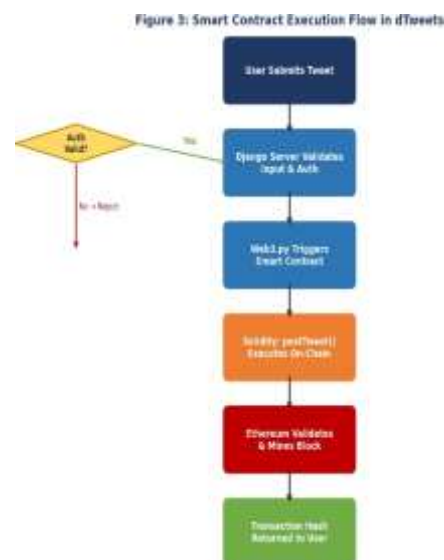 Figure 3: Smart Contract Execution Flow in dTweets
User Submits Tweet
Auth
Valid?
Yes
Django Server Validates
Input & Auth
No → Reject
Web3.py Triggers
Smart Contract
Solidity: postTweet()
Executes On Chain
Ethereum Validates
& Mines Block
Transaction Hash
Returned to User